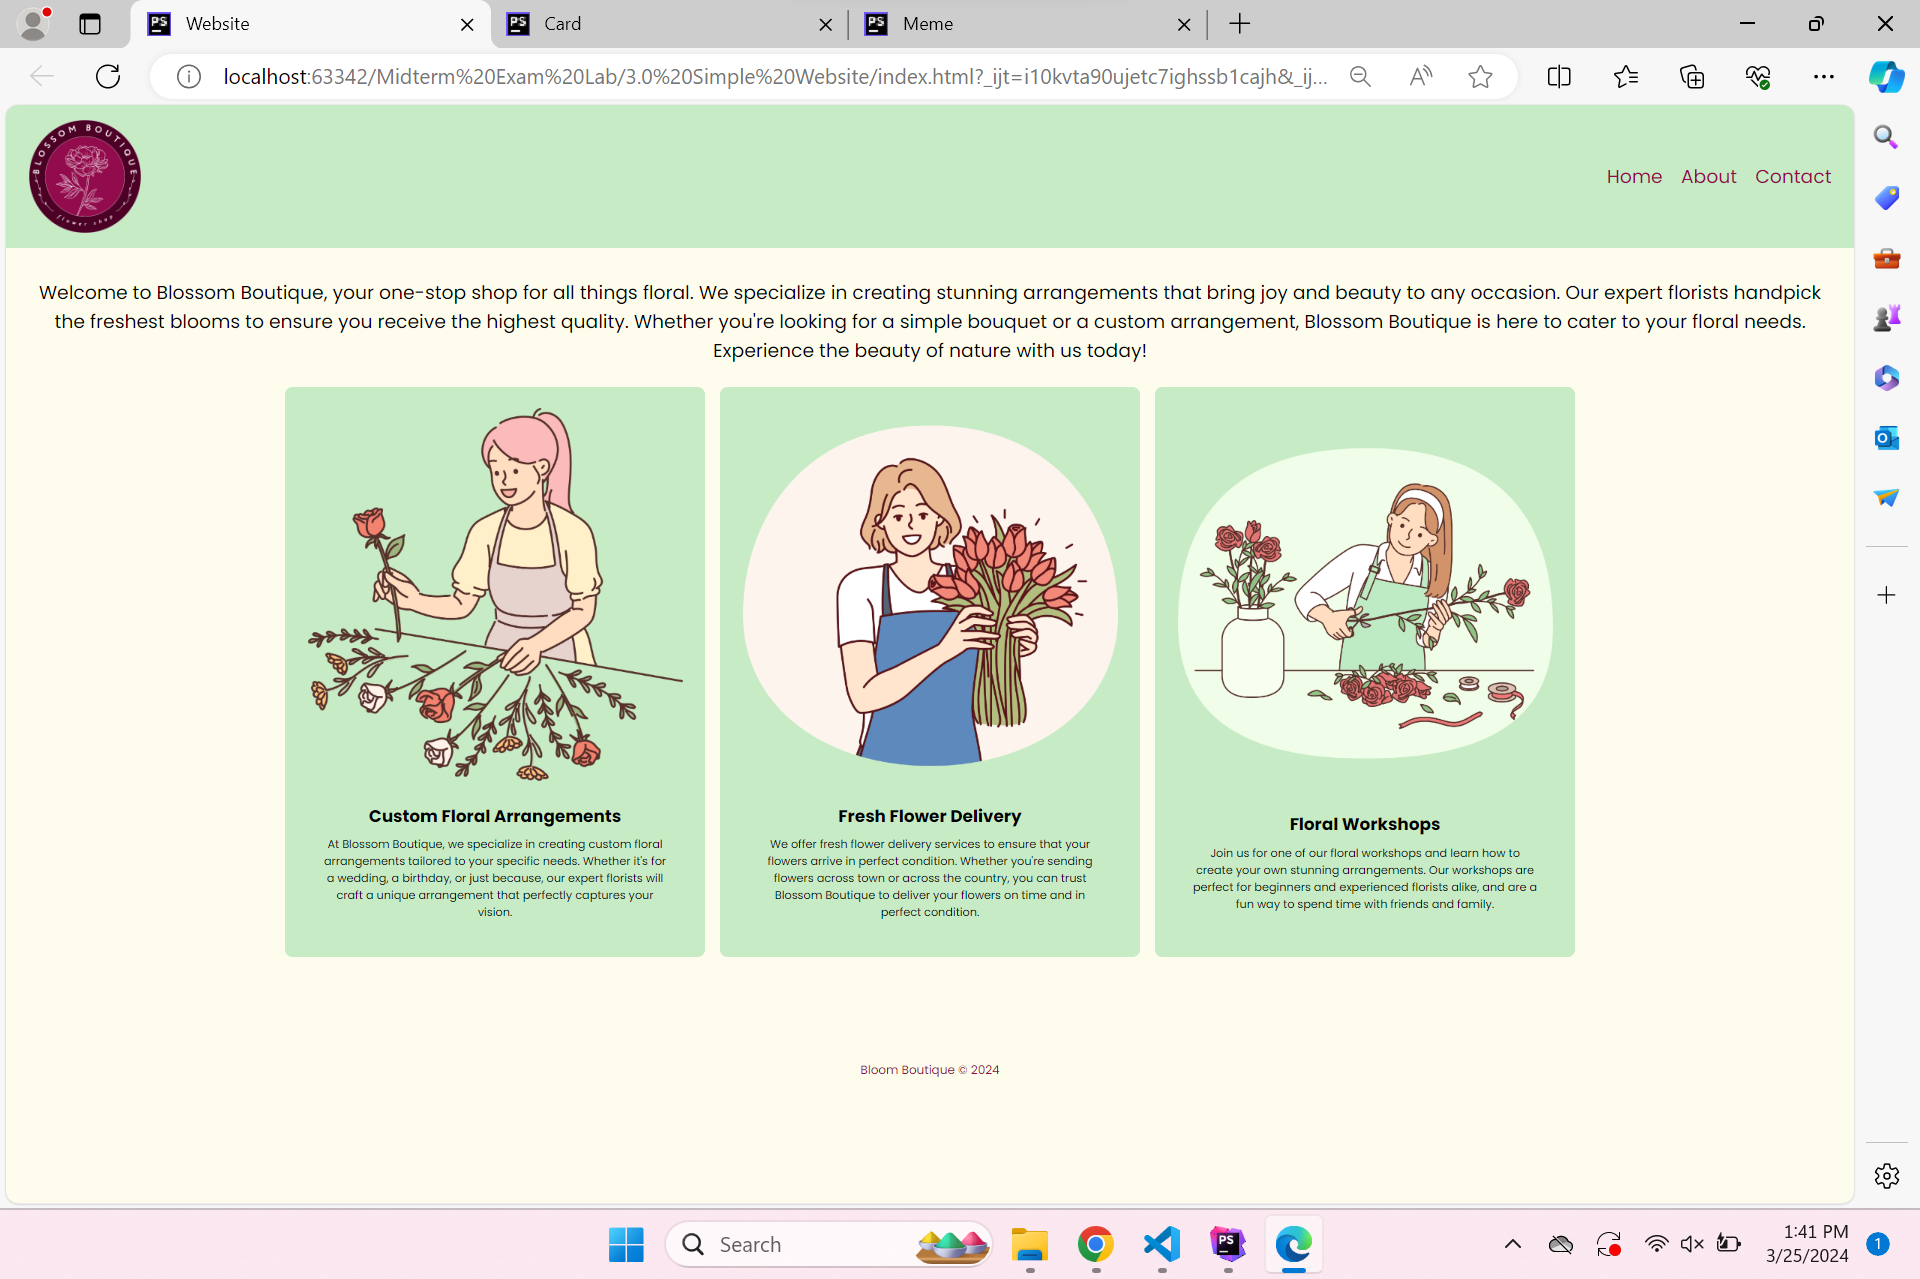 Website
Card
Meme
localhost:63342/Midterm%20Exam%20Lab/3.0%20Simple%20Website/index.html?_ijt=i10kvta90ujetc7ighssb1cajh&_ij...
BLOSSOM BOUTIQUE
flower shop
Home About Contact
Welcome to Blossom Boutique, your one-stop shop for all things floral. We specialize in creating stunning arrangements that bring joy and beauty to any occasion. Our expert florists handpick
the freshest blooms to ensure you receive the highest quality. Whether you're looking for a simple bouquet or a custom arrangement, Blossom Boutique is here to cater to your floral needs.
Experience the beauty of nature with us today!
Custom Floral Arrangements
At Blossom Boutique, we specialize in creating custom floral
arrangements tailored to your specific needs. Whether it's for
a wedding, a birthday, or just because, our expert florists will
craft a unique arrangement that perfectly captures your
vision.
Fresh Flower Delivery
We offer fresh flower delivery services to ensure that your
flowers arrive in perfect condition. Whether you're sending
flowers across town or across the country, you can trust
Blossom Boutique to deliver your flowers on time and in
perfect condition.
Floral Workshops
Join us for one of our floral workshops and learn how to
create your own stunning arrangements. Our workshops are
perfect for beginners and experienced florists alike, and are a
fun way to spend time with friends and family.
Bloom Boutique © 2024
Search
1:41 PM
3/25/2024
1